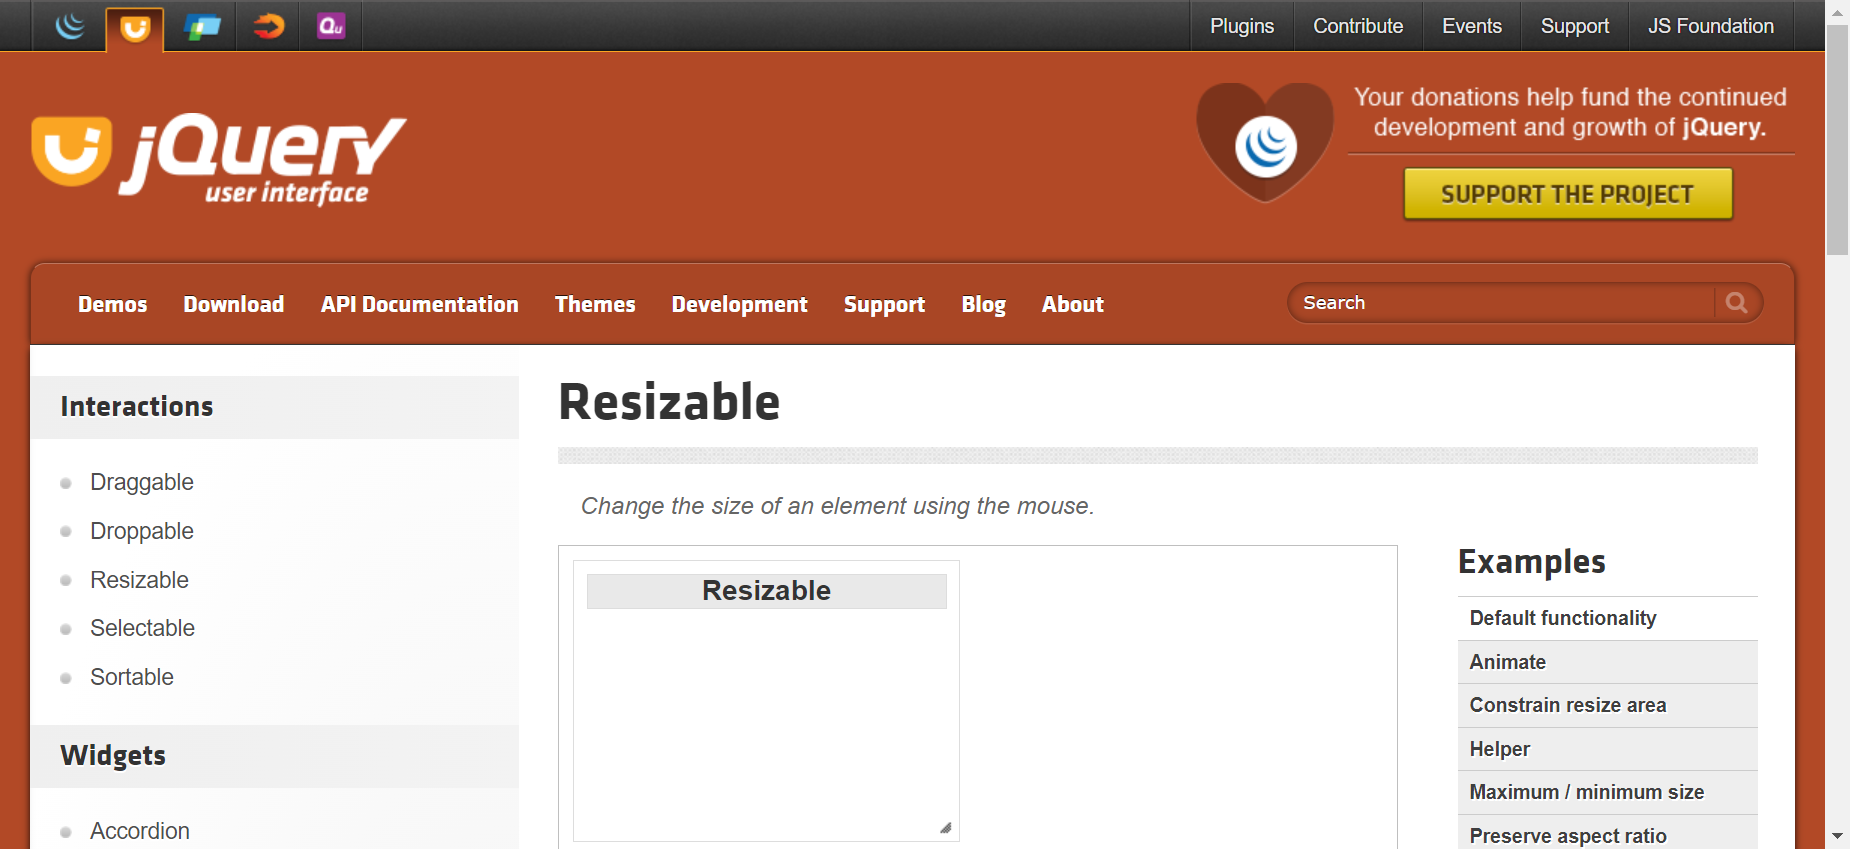 Qu
Plugins
Contribute
Events
Support
JS Foundation
jQuery
user interface
Your donations help fund the continued
development and growth of jQuery.
SUPPORT THE PROJECT
Demos
Download
API Documentation
Themes
Development
Support
Blog
About
Search
Interactions
Draggable
Droppable
Resizable
Selectable
Sortable
Widgets
Accordion
Resizable
Change the size of an element using the mouse.
Resizable
Examples
Default functionality
Animate
Constrain resize area
Helper
Maximum / minimum size
Preserve aspect ratio